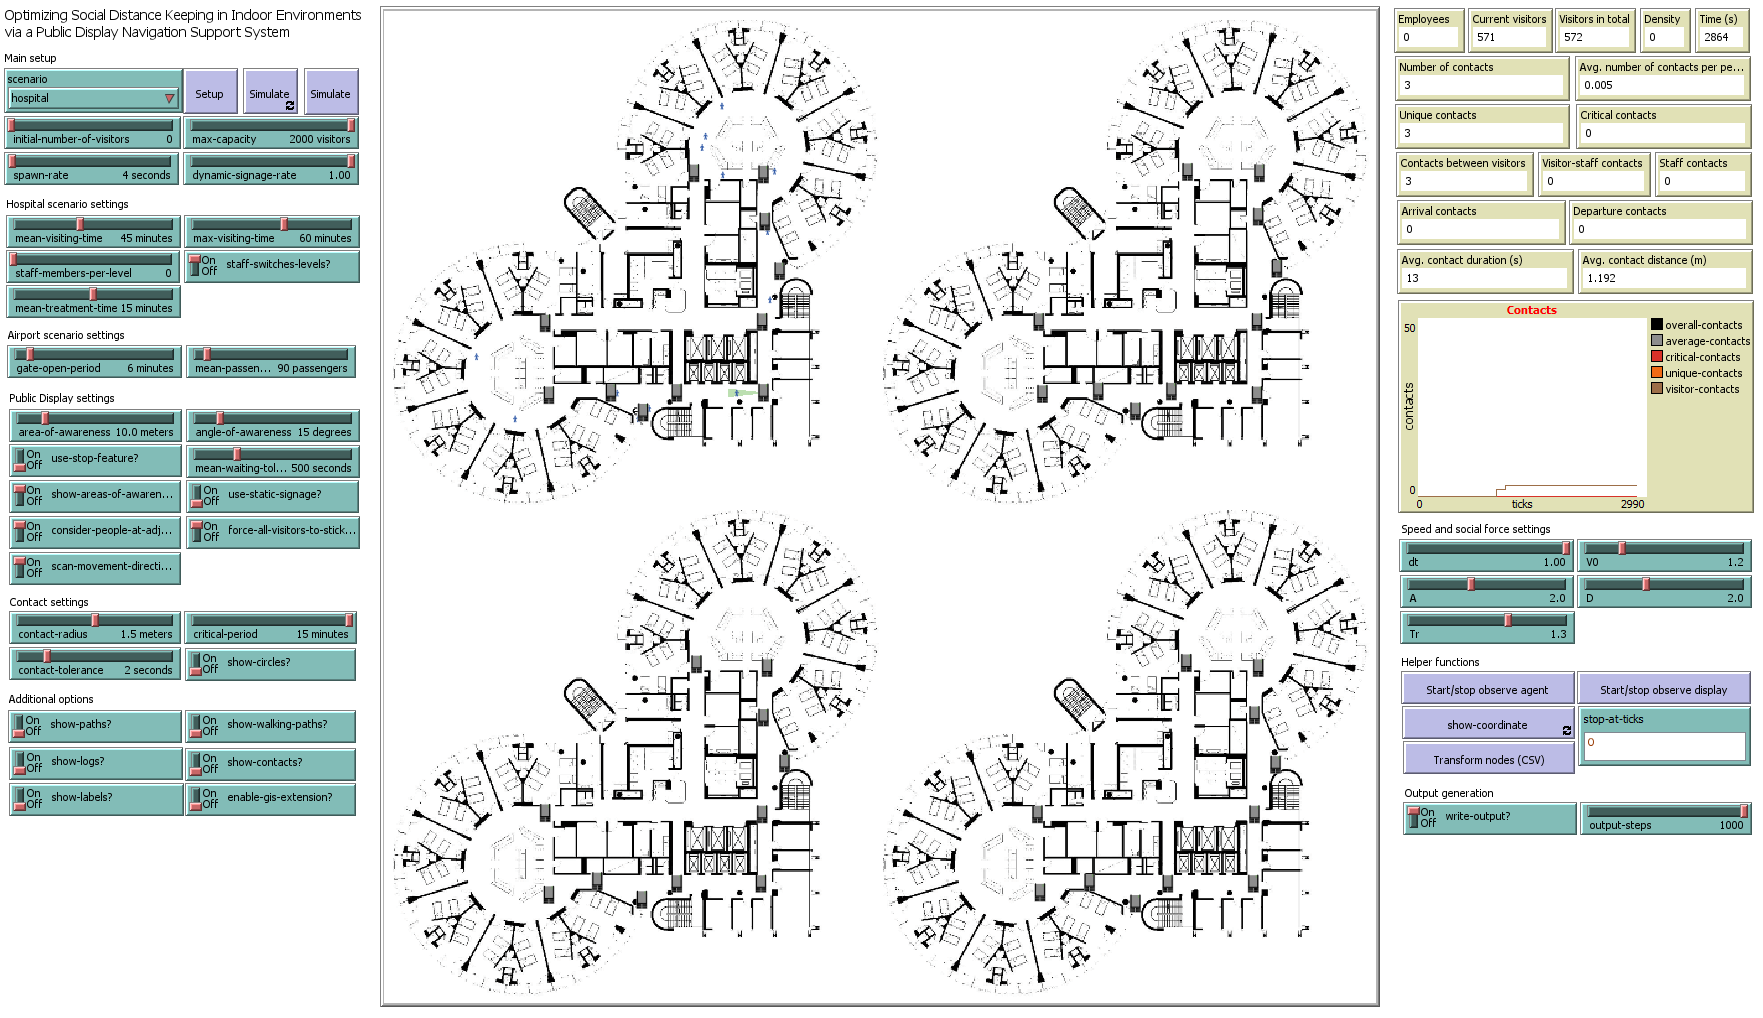 Optimizing Social Distance Keeping in Indoor Environments
via a Public Display Navigation Support System
Main setup
scenario
hospital
Setup
Simulate
Simulate
initial-number-of-visitors 0
max-capacity 2000 visitors
spawn-rate 4 seconds
dynamic-signage-rate 1.00
Hospital scenario settings
mean-visiting-time 45 minutes
max-visiting-time 60 minutes
staff-members-per-level 0
On
Off
staff-switches-levels?
mean-treatment-time 15 minutes
Airport scenario settings
gate-open-period 6 minutes
mean-passen... 90 passengers
Public Display settings
area-of-awareness 10.0 meters
angle-of-awareness 15 degrees
On
Off
use-stop-feature?
mean-waiting-tol... 500 seconds
On
Off
show-areas-of-awaren...
On
Off
use-static-signage?
On
Off
consider-people-at-adj...
On
Off
force-all-visitors-to-stick...
On
Off
scan-movement-directi...
Contact settings
contact-radius 1.5 meters
critical-period 15 minutes
contact-tolerance 2 seconds
On
Off
show-circles?
Additional options
On
Off
show-paths?
On
Off
show-walking-paths?
On
Off
show-logs?
On
Off
show-contacts?
On
Off
show-labels?
On
Off
enable-gis-extension?
Employees
0
Current visitors
571
Visitors in total
572
Density
0
Time (s)
2864
Number of contacts
3
Avg. number of contacts per pe...
0.005
Unique contacts
3
Critical contacts
0
Contacts between visitors
3
Visitor-staff contacts
0
Staff contacts
0
Arrival contacts
0
Departure contacts
0
Avg. contact duration (s)
13
Avg. contact distance (m)
1.192
Contacts
50
contacts
0
0
ticks
2990
overall-contacts
average-contacts
critical-contacts
unique-contacts
visitor-contacts
Speed and social force settings
dt 1.00
V0 1.2
A 2.0
D 2.0
Tr 1.3
Helper functions
Start/stop observe agent
Start/stop observe display
show-coordinate
stop-at-ticks
0
Transform nodes (CSV)
Output generation
On
Off
write-output?
output-steps 1000